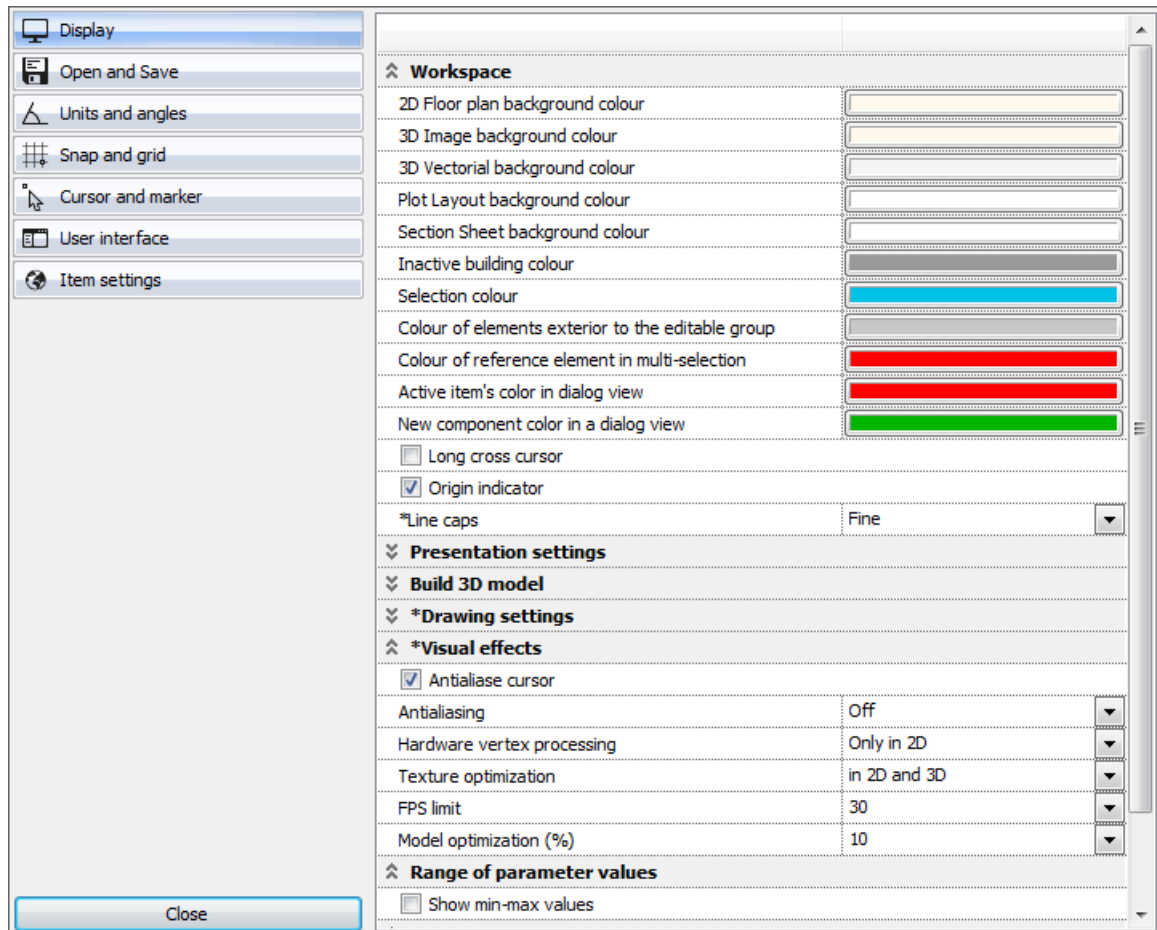 Display
Open and Save
Units and angles
Snap and grid
Cursor and marker
User interface
Item settings
Close
Workspace
2D Floor plan background colour
3D Image background colour
3D Vectorial background colour
Plot Layout background colour
Section Sheet background colour
Inactive building colour
Selection colour
Colour of elements exterior to the editable group
Colour of reference element in multi-selection
Active item's color in dialog view
New component color in a dialog view
Long cross cursor
Origin indicator
*Line caps Fine
Presentation settings
Build 3D model
*Drawing settings
*Visual effects
Antialiase cursor
Antialiasing Off
Hardware vertex processing Only in 2D
Texture optimization in 2D and 3D
FPS limit 30
Model optimization (%) 10
Range of parameter values
Show min-max values